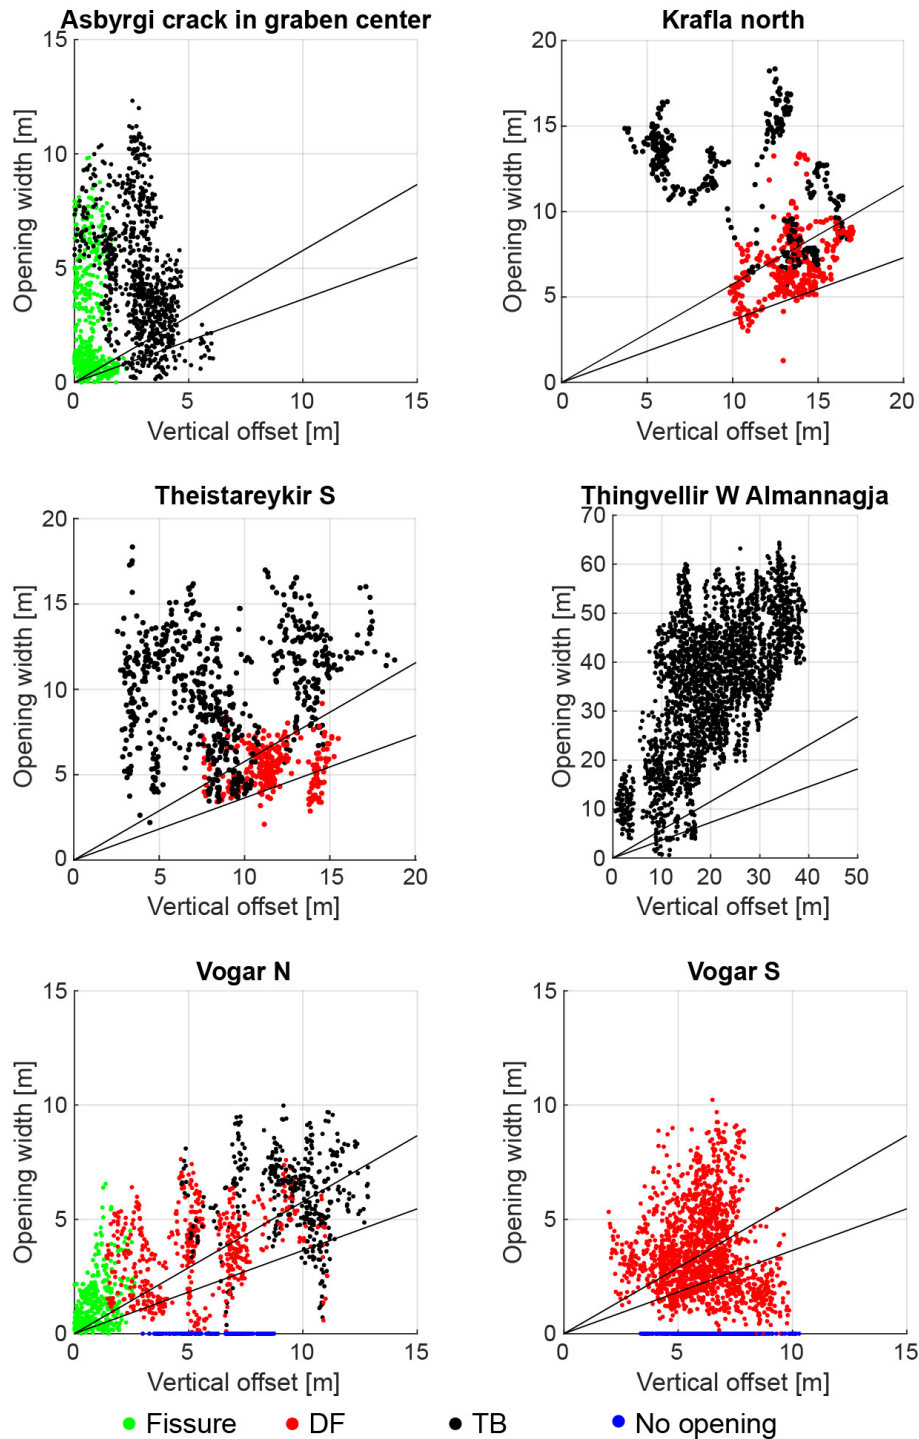 Asbyrgi crack in graben center
15
10
5
0
Opening width [m]
0 5 10 15
Vertical offset [m]
Krafla north
20
15
10
5
0
Opening width [m]
0 5 10 15 20
Vertical offset [m]
Theistareykir S
20
15
10
5
0
Opening width [m]
0 5 10 15 20
Vertical offset [m]
Thingvellir W Almannagja
70
60
50
40
30
20
10
0
Opening width [m]
0 10 20 30 40 50
Vertical offset [m]
Vogar N
15
10
5
0
Opening width [m]
0 5 10 15
Vertical offset [m]
Vogar S
15
10
5
0
Opening width [m]
0 5 10 15
Vertical offset [m]
Fissure DF TB No opening